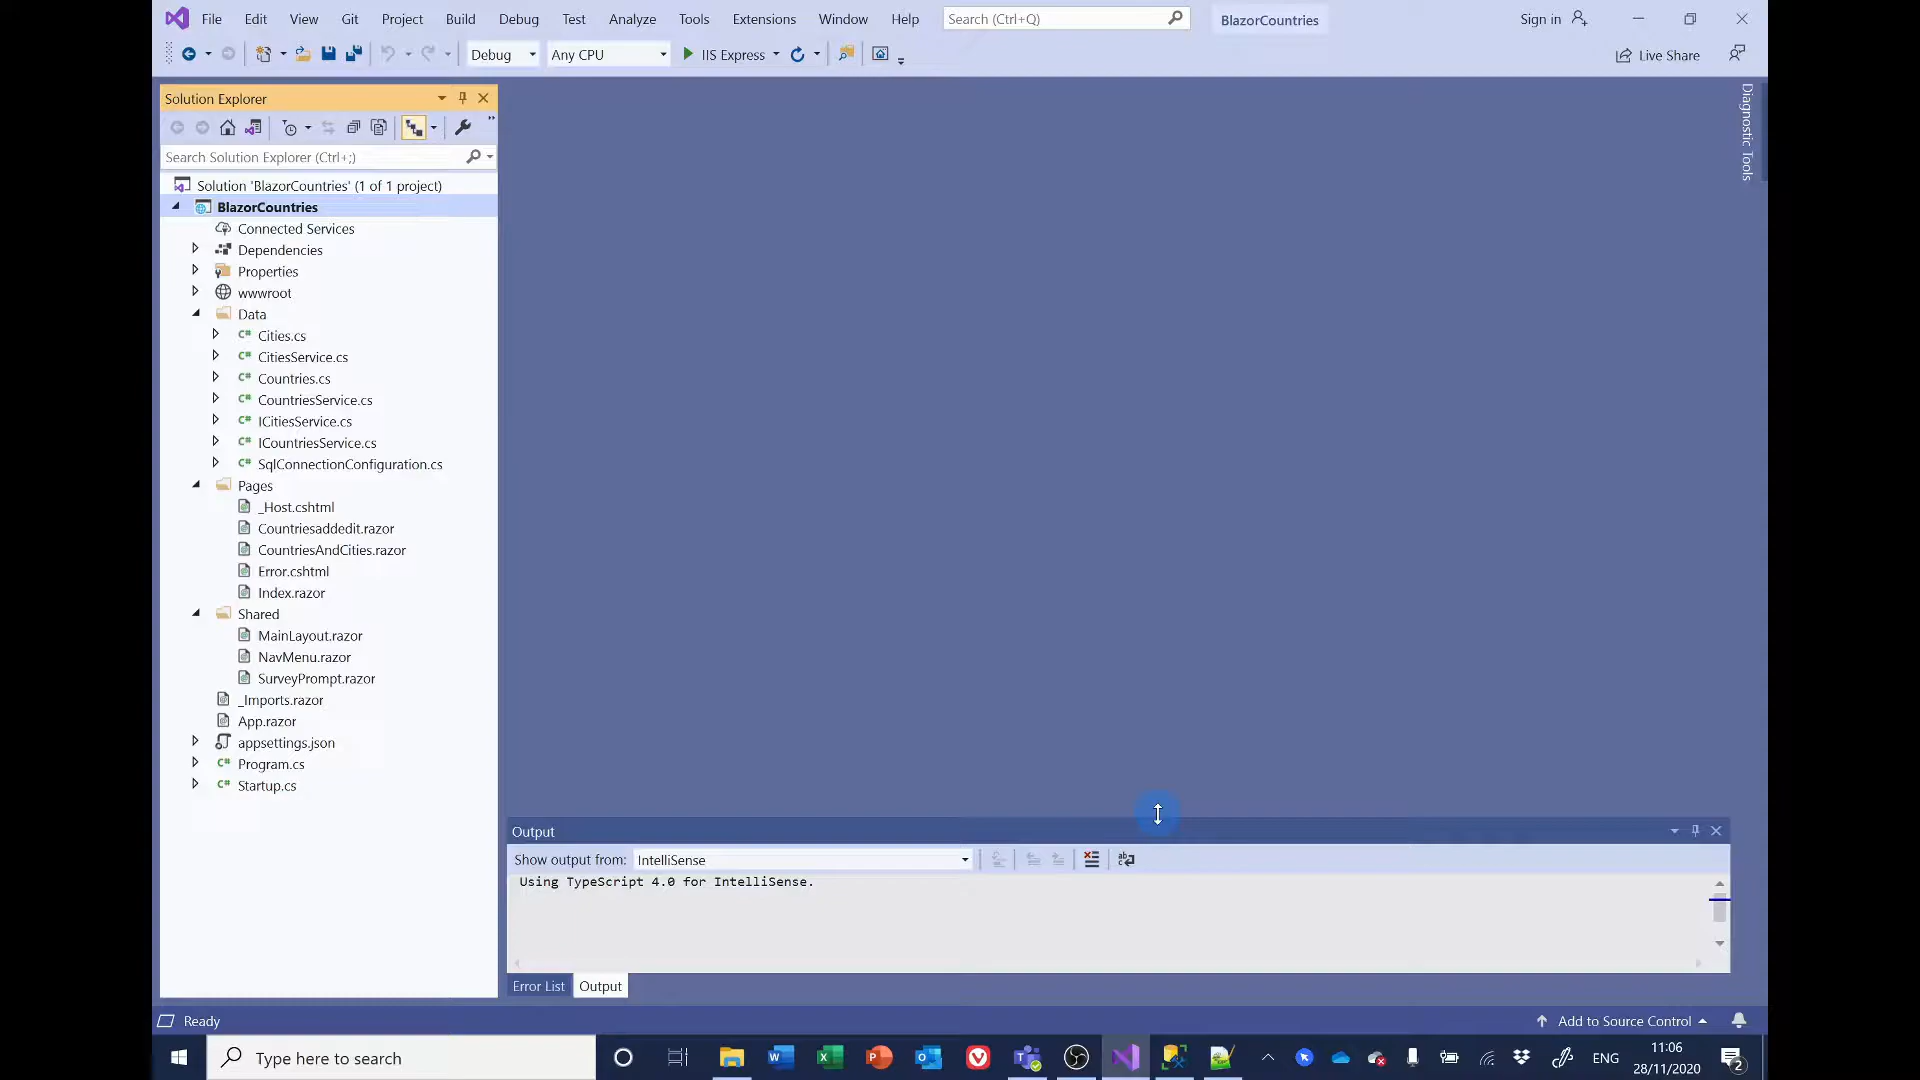 File Edit View Git Project Build Debug Test Analyze Tools Extensions Window Help Search (Ctrl+Q) BlazorCountries Sign in
Debug Any CPU IIS Express Live Share
Solution Explorer
Search Solution Explorer (Ctrl+;)
Solution 'BlazorCountries' (1 of 1 project)
BlazorCountries
Connected Services
Dependencies
Properties
wwwroot
Data
C# Cities.cs
C# CitiesService.cs
C# Countries.cs
C# CountriesService.cs
C# ICitiesService.cs
C# ICountriesService.cs
C# SqlConnectionConfiguration.cs
Pages
_Host.cshtml
Countriesaddedit.razor
CountriesAndCities.razor
Error.cshtml
Index.razor
Shared
MainLayout.razor
NavMenu.razor
SurveyPrompt.razor
_Imports.razor
App.razor
appsettings.json
C# Program.cs
C# Startup.cs
Diagnostic Tools
Output
Show output from: IntelliSense
Using TypeScript 4.0 for IntelliSense.
Error List Output
Ready Add to Source Control
Type here to search ENG 11:06
28/11/2020 2